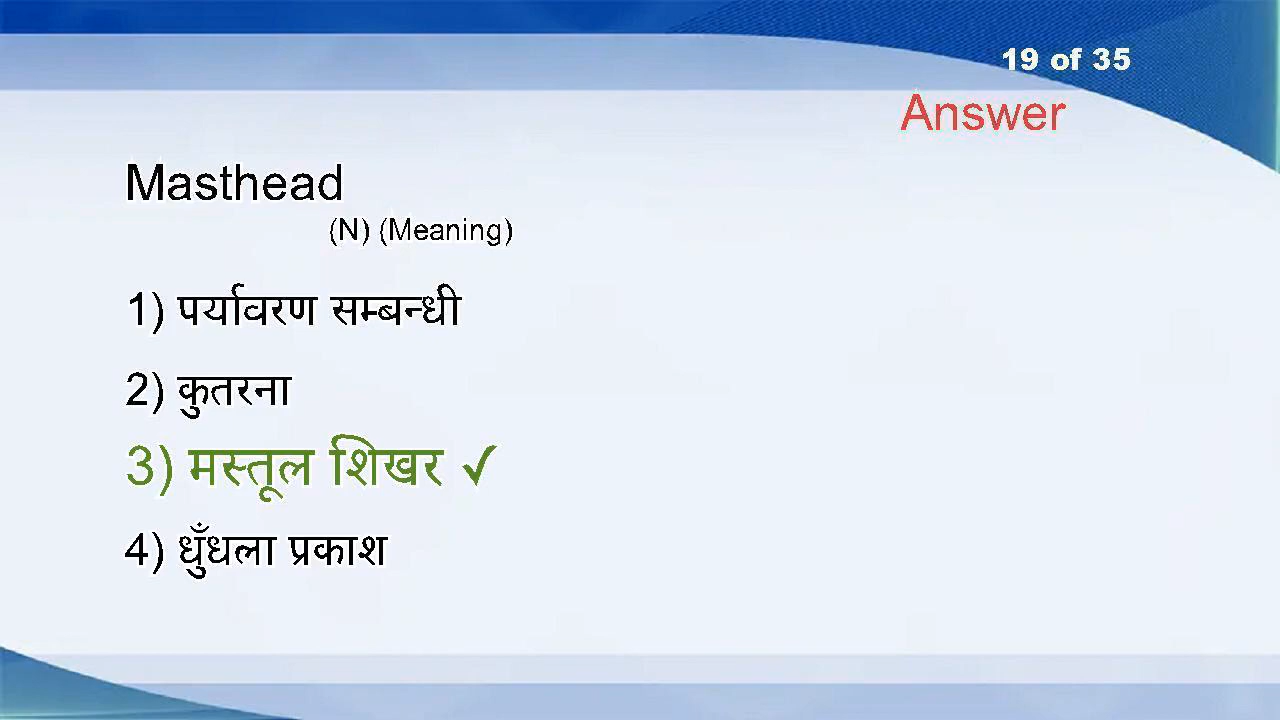 19 of 35
Answer
Masthead
(N) (Meaning)
1) पर्यावरण सम्बन्धी
2) कुतरना
3) मस्तूल शिखर ✓
4) धुँधला प्रकाश